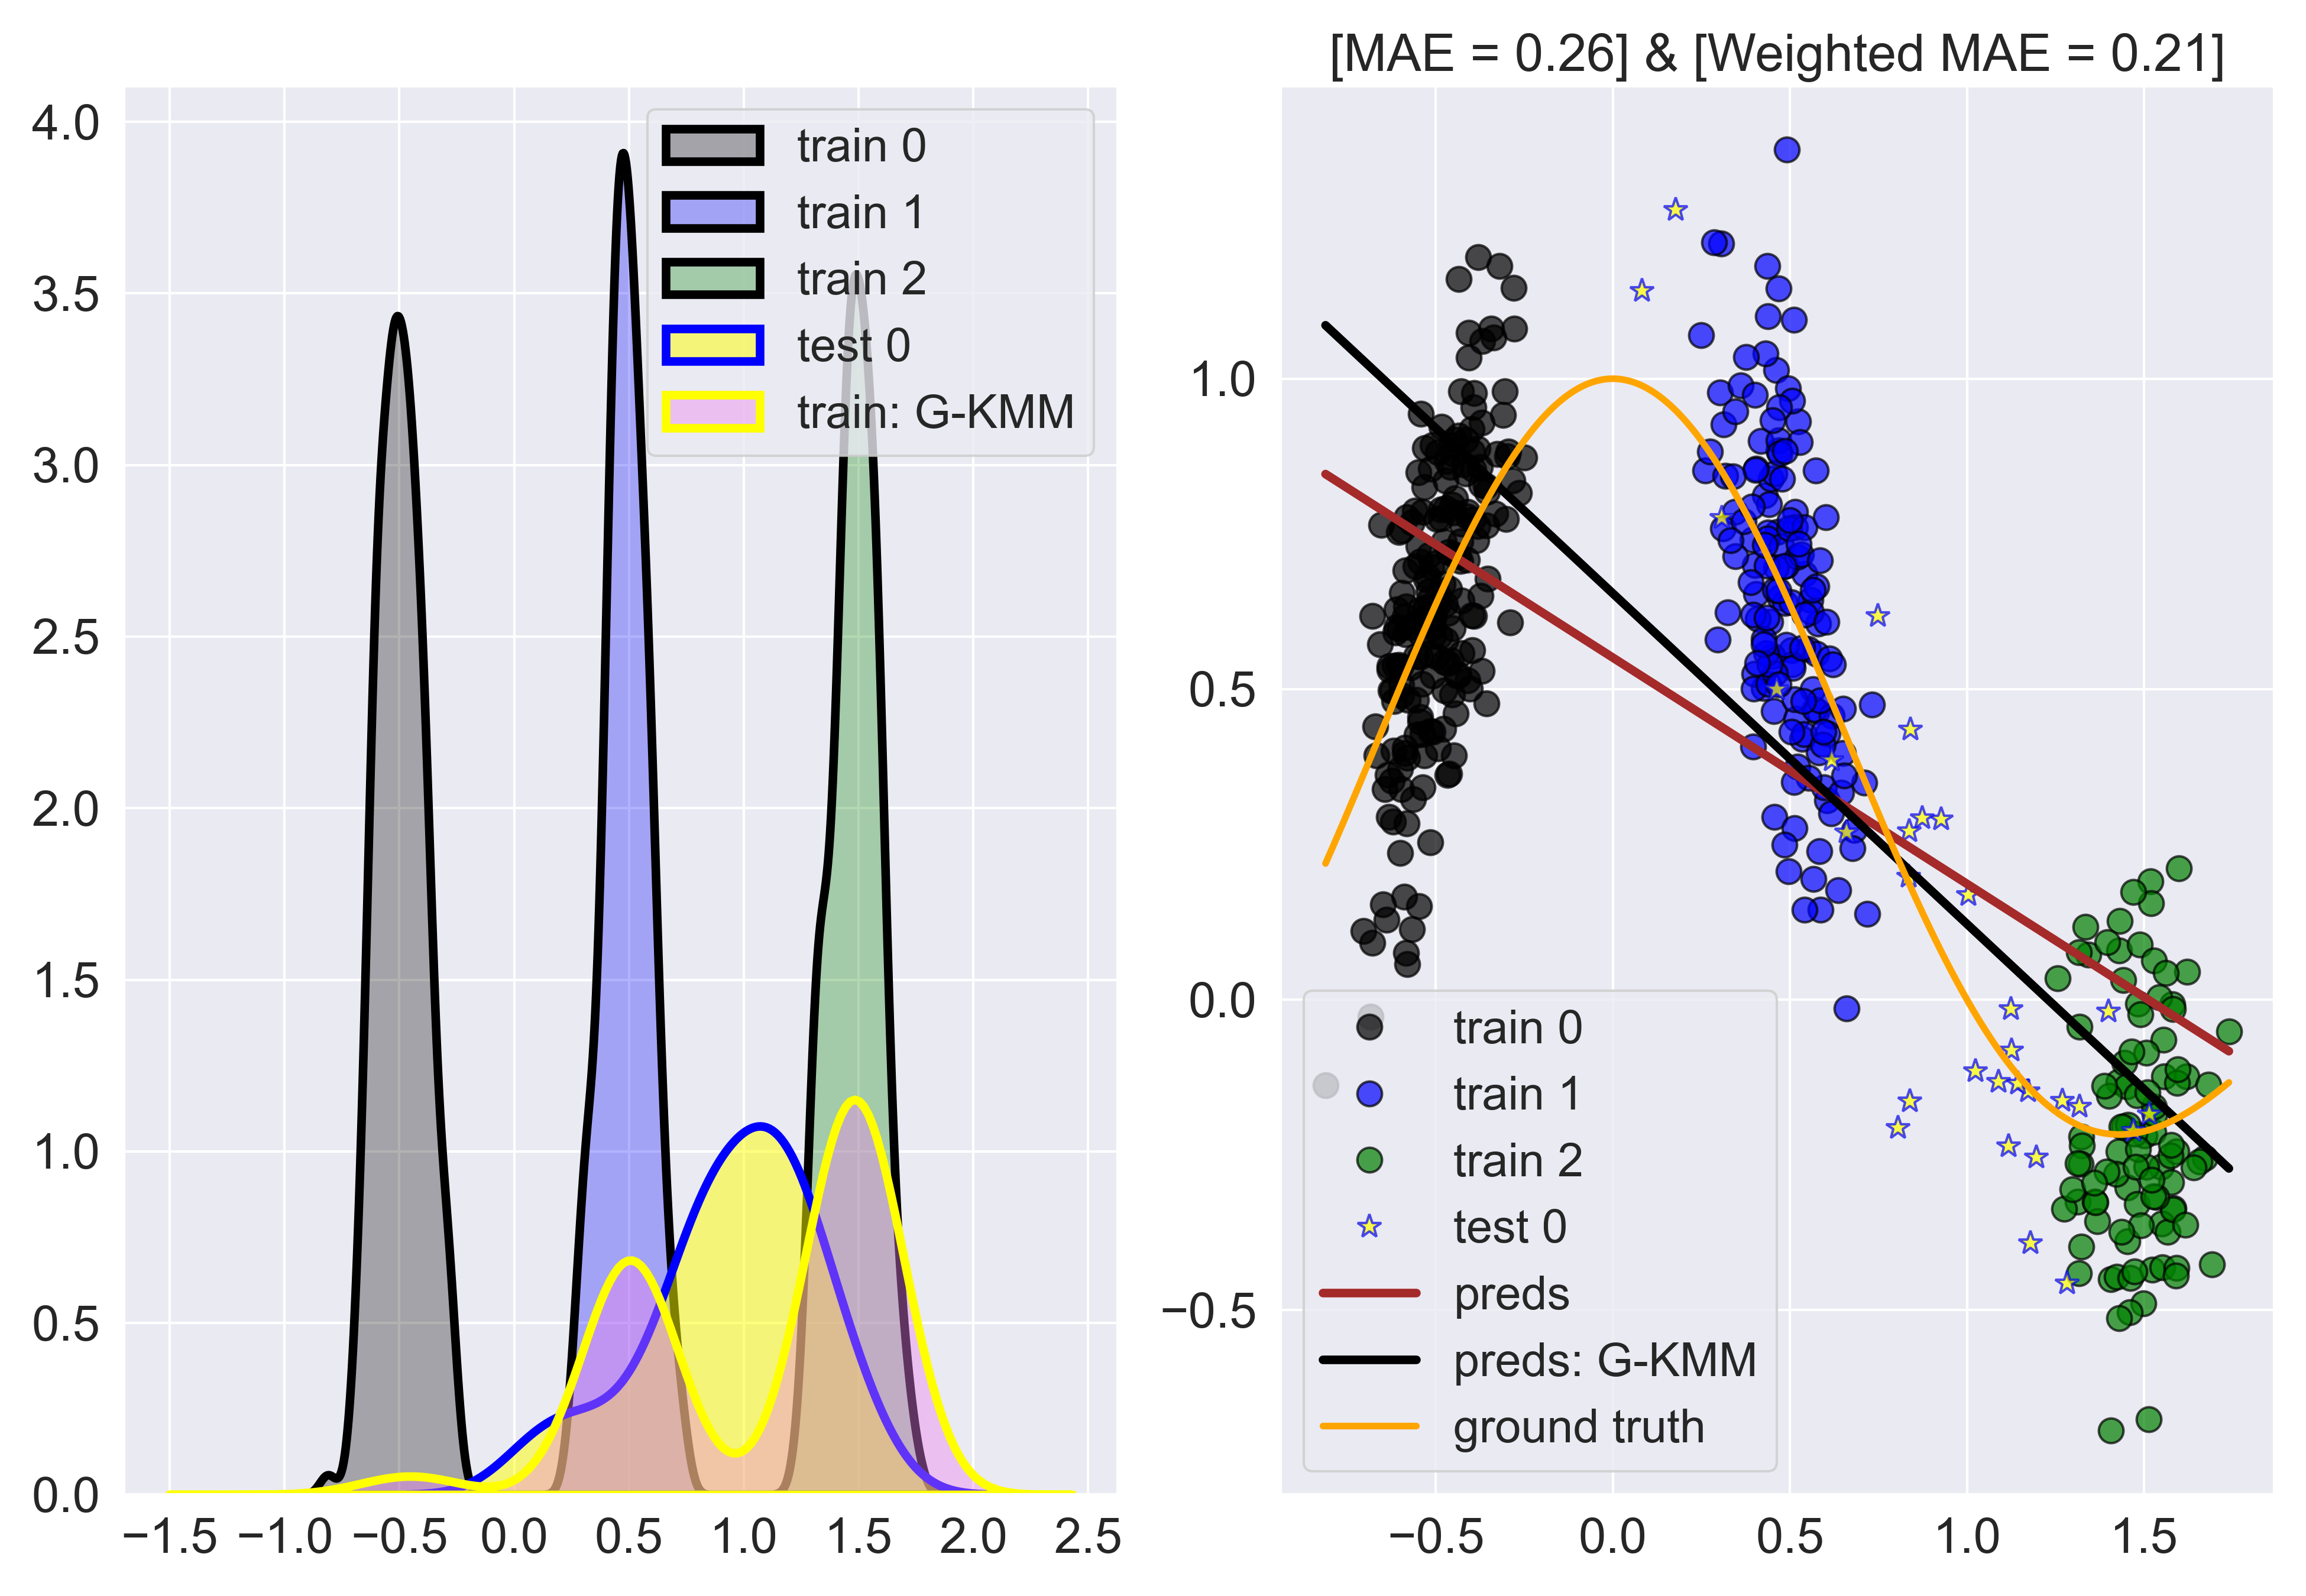 [MAE = 0.26] & [Weighted MAE = 0.21]
4.0
3.5
3.0
2.5
2.0
1.5
1.0
0.5
0.0
−1.5 −1.0 −0.5 0.0 0.5 1.0 1.5 2.0 2.5
train 0
train 1
train 2
test 0
train: G-KMM
1.0
0.5
0.0
−0.5
−0.5 0.0 0.5 1.0 1.5
train 0
train 1
train 2
test 0
preds
preds: G-KMM
ground truth